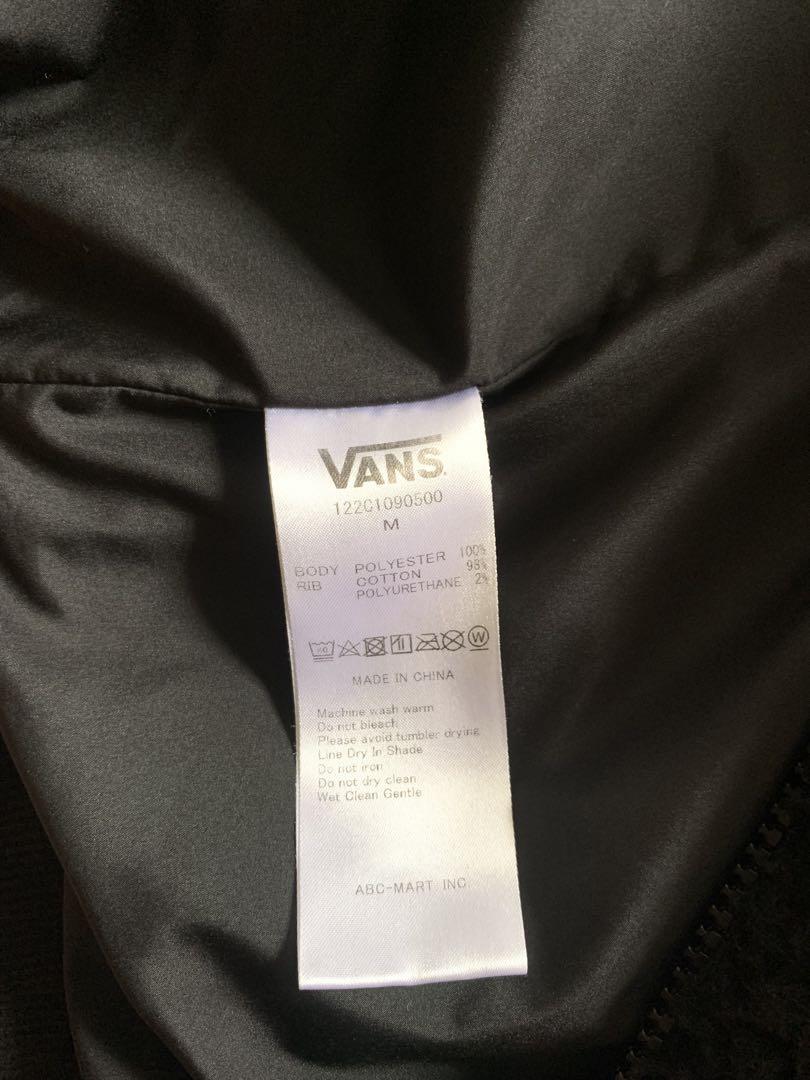 VANS
122C1090500
M
BODY POLYESTER 100%
RIB COTTON 98%
POLYURETHANE 2%
W
MADE IN CHINA
Machine wash warm
Do not bleach
Please avoid tumbler drying
Line Dry In Shade
Do not iron
Do not dry clean
Wet Clean Gentle
ABC-MART INC.